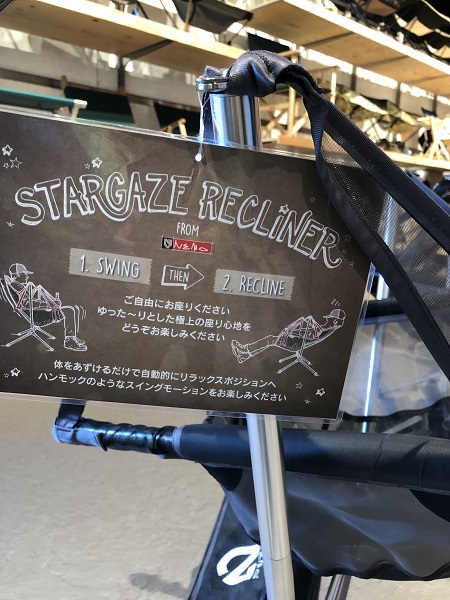 STARGAZE RECLINER
FROM
NEMO
1. SWING THEN 2. RECLINE
ご自由にお座りください
ゆった〜りとした極上の座り心地を
どうぞお楽しみください
体をあずけるだけで自動的にリラックスポジションへ
ハンモックのようなスイングモーションをお楽しみください